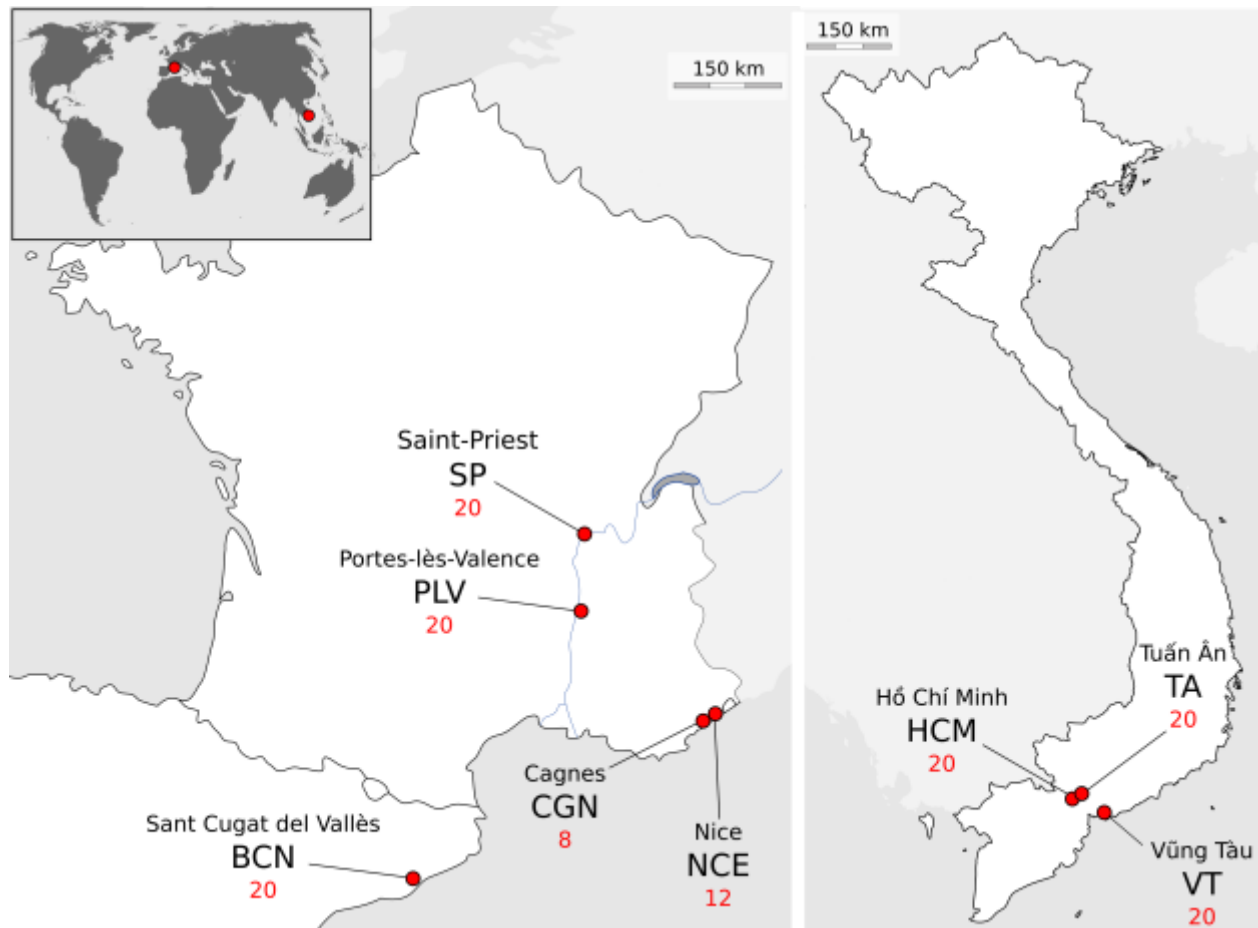 150 km
Saint-Priest
SP
20
Portes-lès-Valence
PLV
20
Cagnes
CGN
8
Nice
NCE
12
Sant Cugat del Vallès
BCN
20
150 km
Tuấn Ân
TA
20
Hồ Chí Minh
HCM
20
Vũng Tàu
VT
20